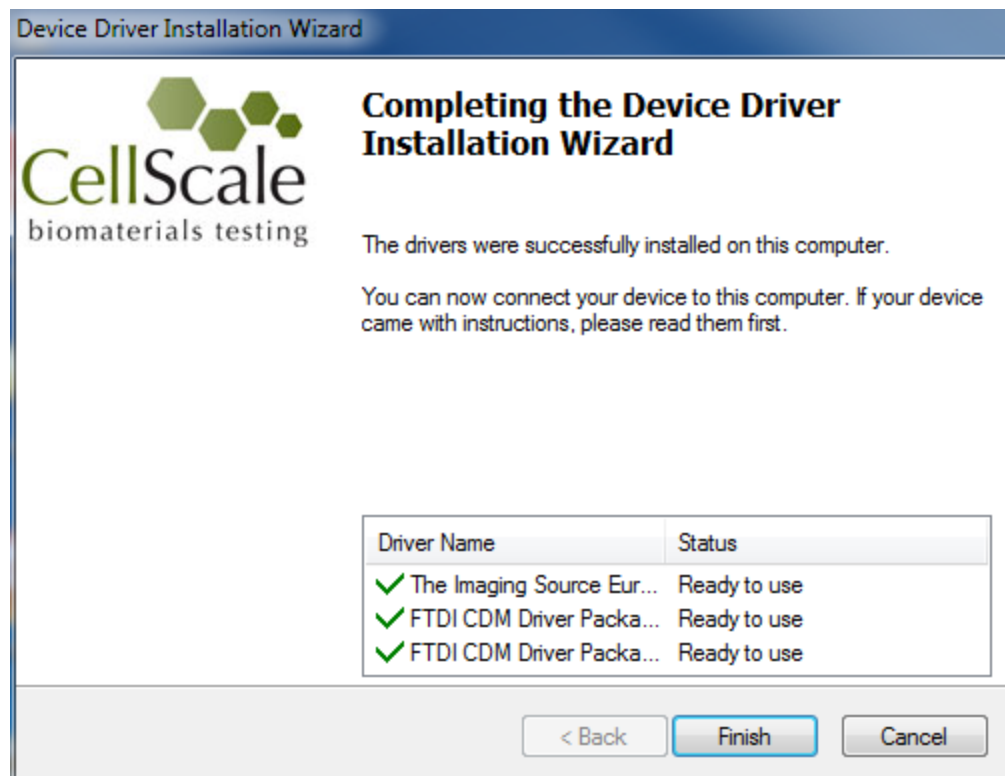 Device Driver Installation Wizard
CellScale
biomaterials testing
Completing the Device Driver
Installation Wizard
The drivers were successfully installed on this computer.
You can now connect your device to this computer. If your device
came with instructions, please read them first.
Driver Name Status
The Imaging Source Eur... Ready to use
FTDI CDM Driver Packa... Ready to use
FTDI CDM Driver Packa... Ready to use
< Back Finish Cancel